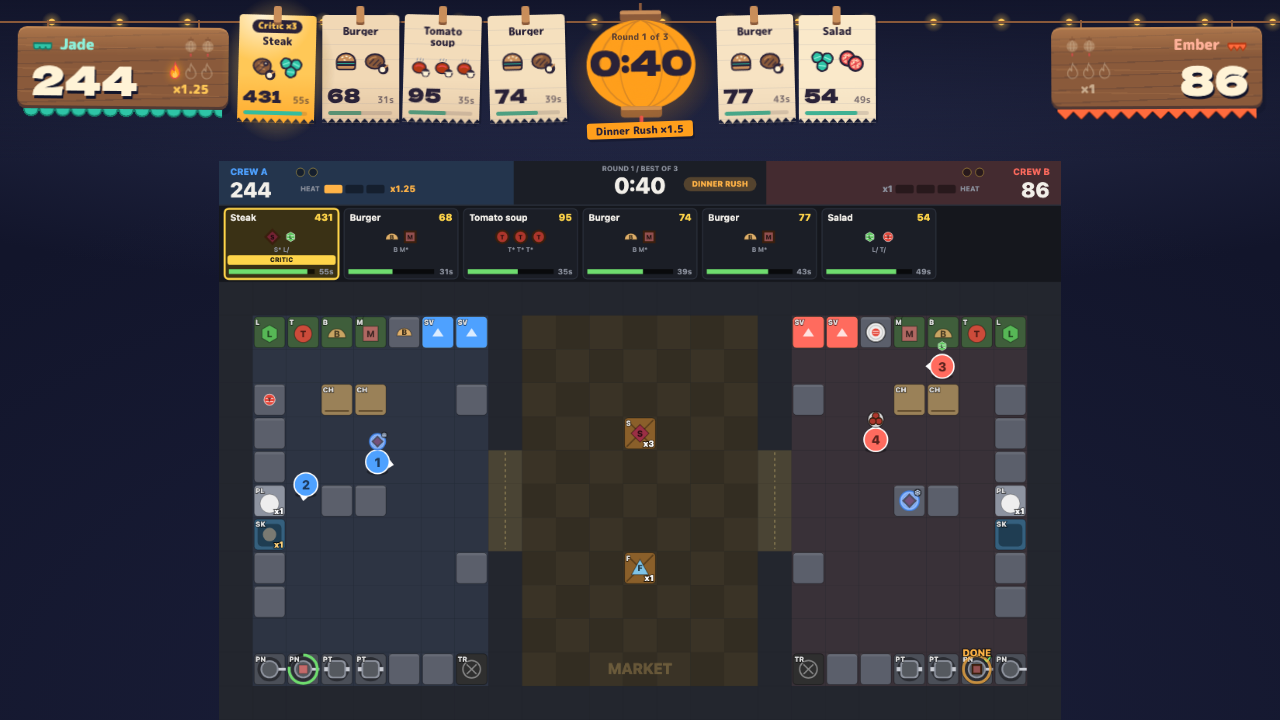 Jade
244
x1.25
Critic x3
Steak
431
55s
Burger
68
31s
Tomato
soup
95
35s
Burger
74
39s
Round 1 of 3
0:40
Dinner Rush x1.5
Burger
77
43s
Salad
54
49s
Ember
x1
86
CREW A
244
HEAT
x1.25
ROUND 1 / BEST OF 3
0:40
DINNER RUSH
x1
HEAT
CREW B
86
Steak 431
S* L/
CRITIC
55s
Burger 68
B M
B M*
31s
Tomato soup 95
T T T
T* T* T*
35s
Burger 74
B M
B M*
39s
Burger 77
B M
B M*
43s
Salad 54
L/ T/
49s
L T B M SV SV
L T B M B
SV SV M B T L
M B T L
CH CH
CH CH
3
S
S
x3
4
1
2
PL
x1
PL
x1
SK
x1
SK
F
F
x1
MARKET
DONE
PN PN PT PT TR
TR PT PT PN PN